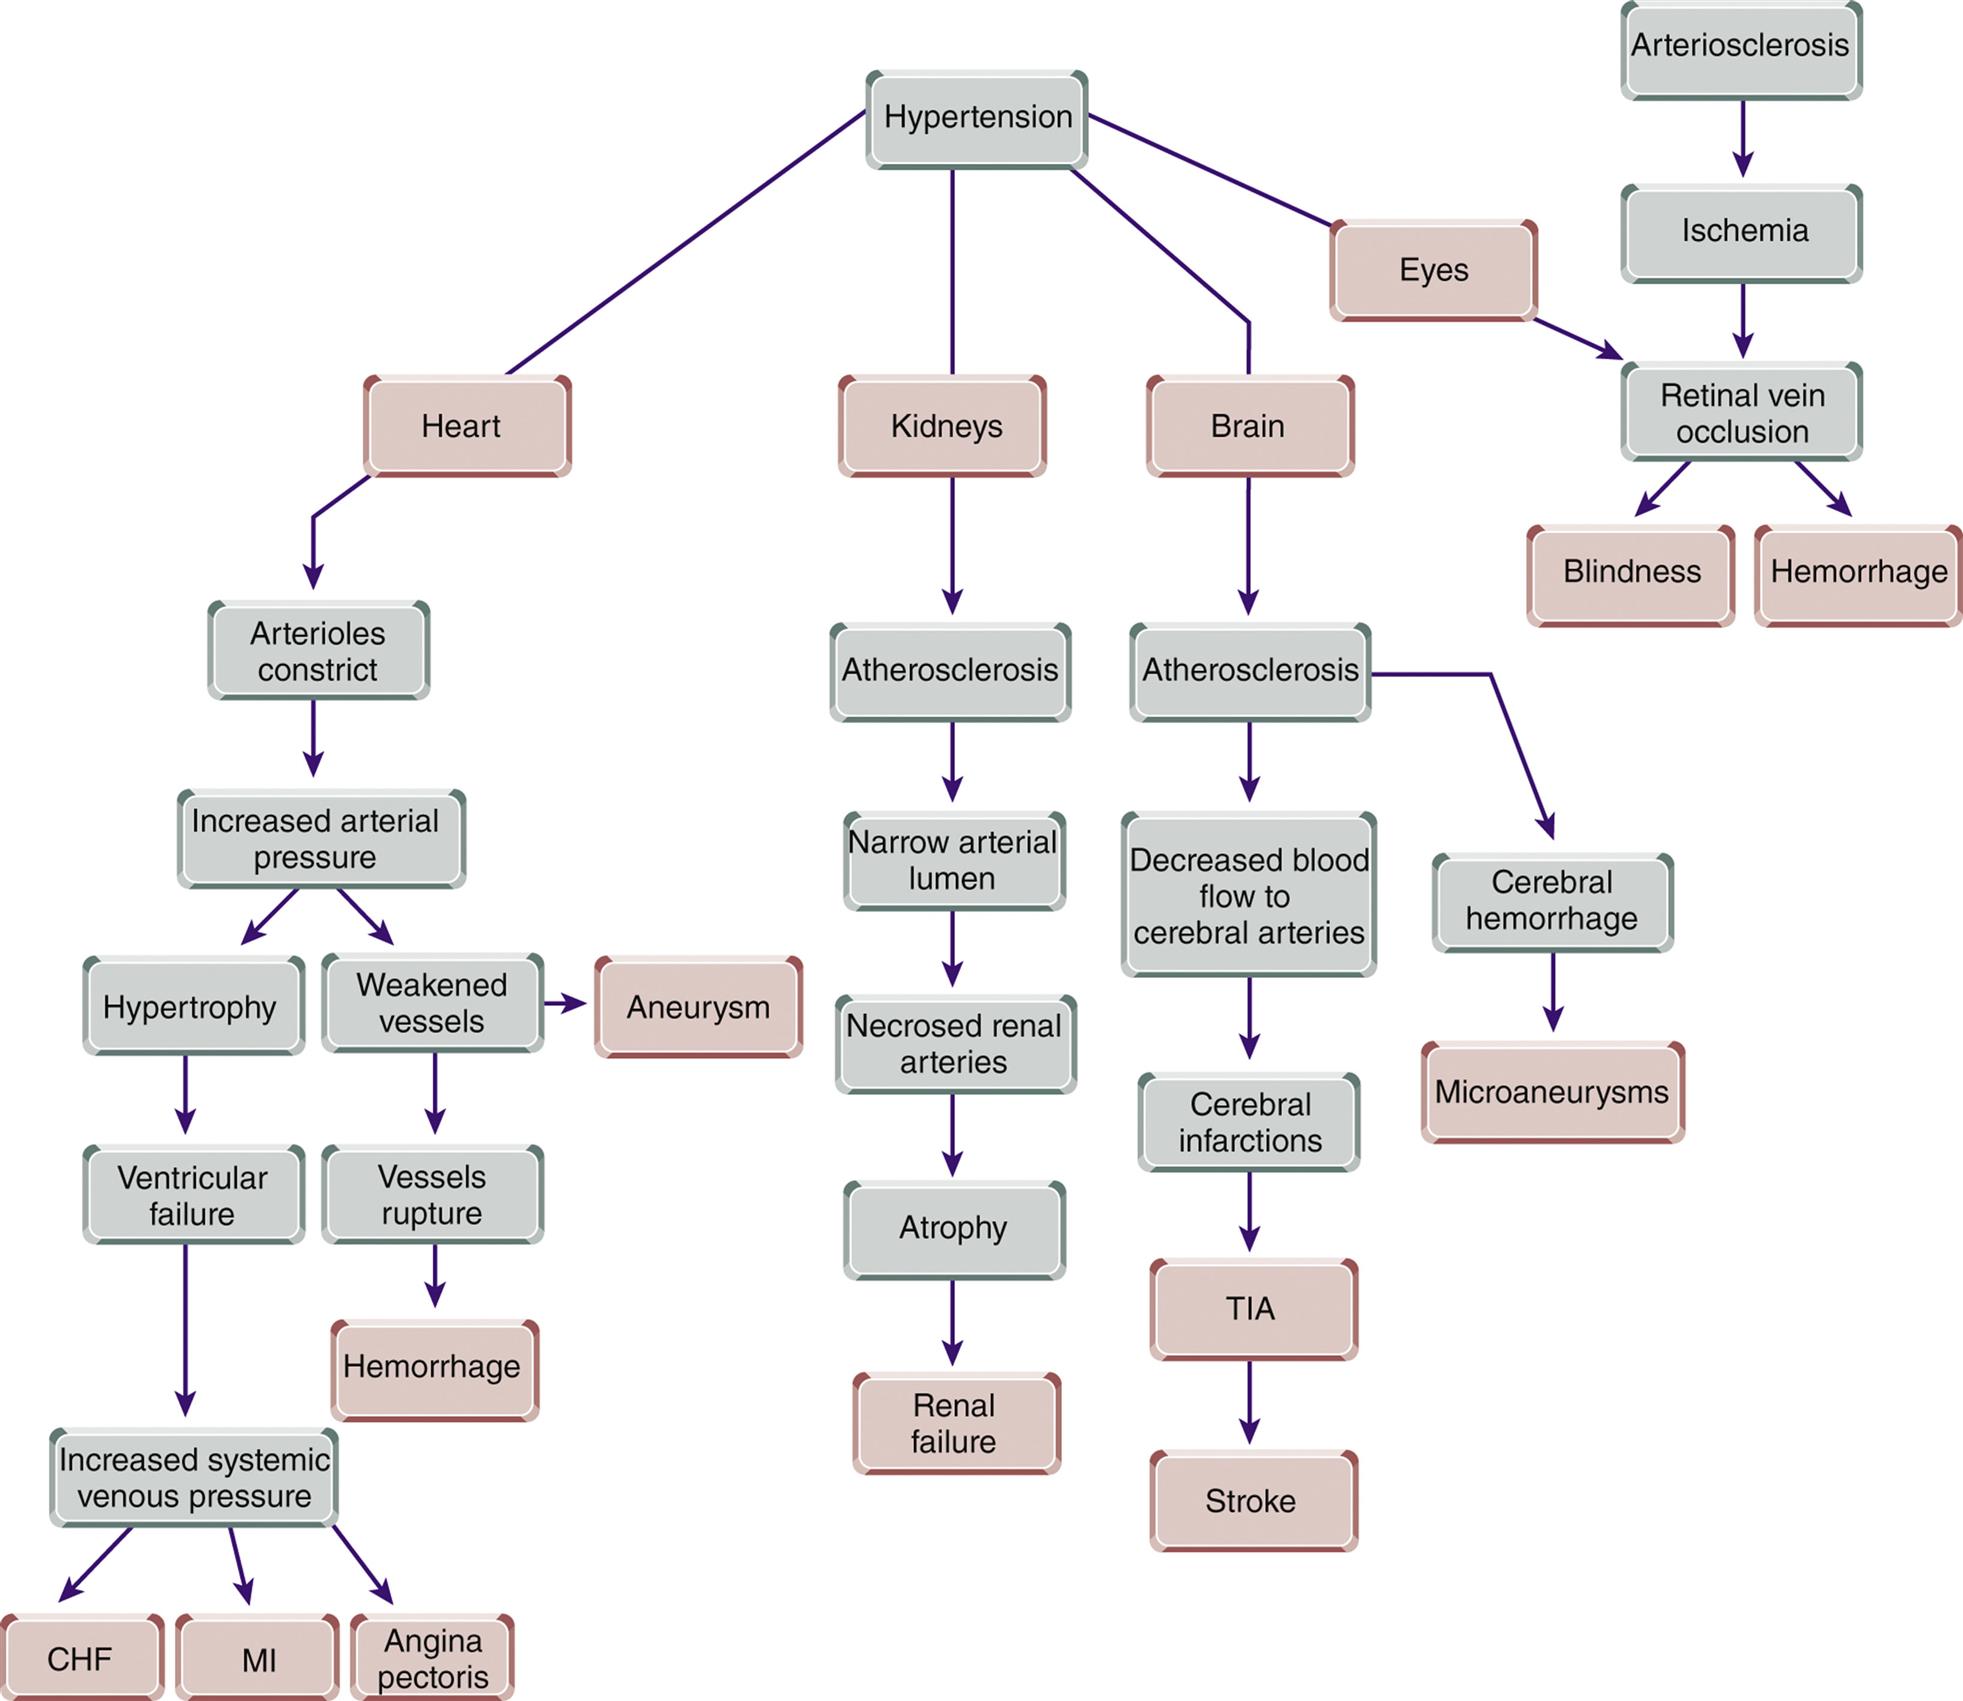 Arteriosclerosis
Hypertension
Ischemia
Eyes
Retinal vein
occlusion
Heart
Kidneys
Brain
Blindness
Hemorrhage
Arterioles
constrict
Atherosclerosis
Atherosclerosis
Increased arterial
pressure
Narrow arterial
lumen
Decreased blood
flow to
cerebral arteries
Cerebral
hemorrhage
Hypertrophy
Weakened
vessels
Aneurysm
Necrosed renal
arteries
Cerebral
infarctions
Microaneurysms
Ventricular
failure
Vessels
rupture
Atrophy
TIA
Hemorrhage
Renal
failure
Increased systemic
venous pressure
Stroke
CHF
MI
Angina
pectoris